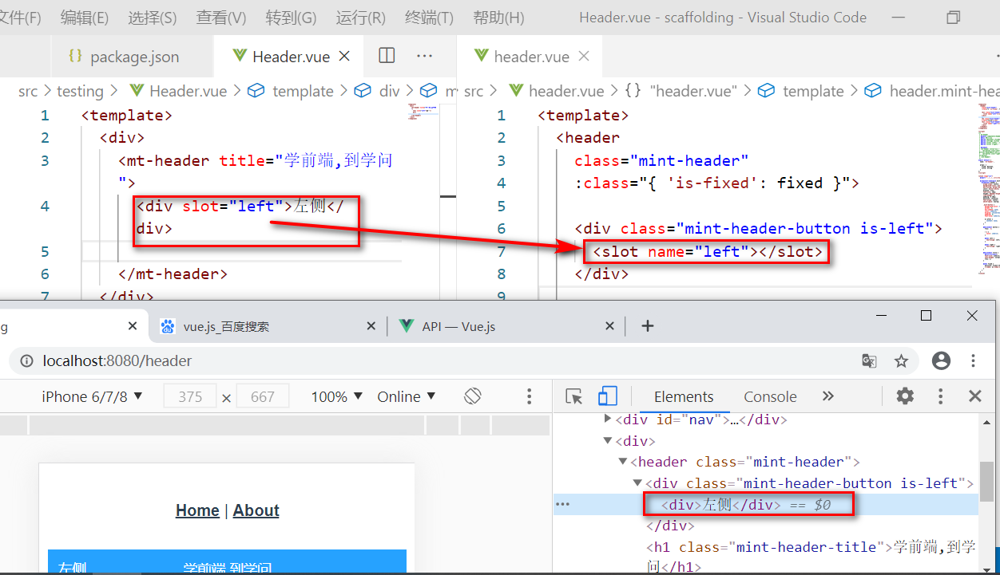 文件(F) 编辑(E) 选择(S) 查看(V) 转到(G) 运行(R) 终端(T) 帮助(H) Header.vue - scaffolding - Visual Studio Code
{} package.json Header.vue header.vue
src > testing > Header.vue > template > div > m
1 <template>
2 <div>
3 <mt-header title="学前端,到学问
">
4 <div slot="left">左侧</
div>
5
6 </mt-header>
7 </div>
src > header.vue > {} "header.vue" > template > header.mint-hea
1 <template>
2 <header
3 class="mint-header"
4 :class="{ 'is-fixed': fixed }">
5
6 <div class="mint-header-button is-left">
7 <slot name="left"></slot>
8 </div>
9
g vue.js_百度搜索 API — Vue.js
localhost:8080/header
iPhone 6/7/8 375 × 667 100% Online
Elements Console
Home | About
左侧 学前端,到学问
<div id="nav">…</div>
<div>
<header class="mint-header">
<div class="mint-header-button is-left">
<div>左侧</div> == $0
</div>
<h1 class="mint-header-title">学前端,到学
问</h1>